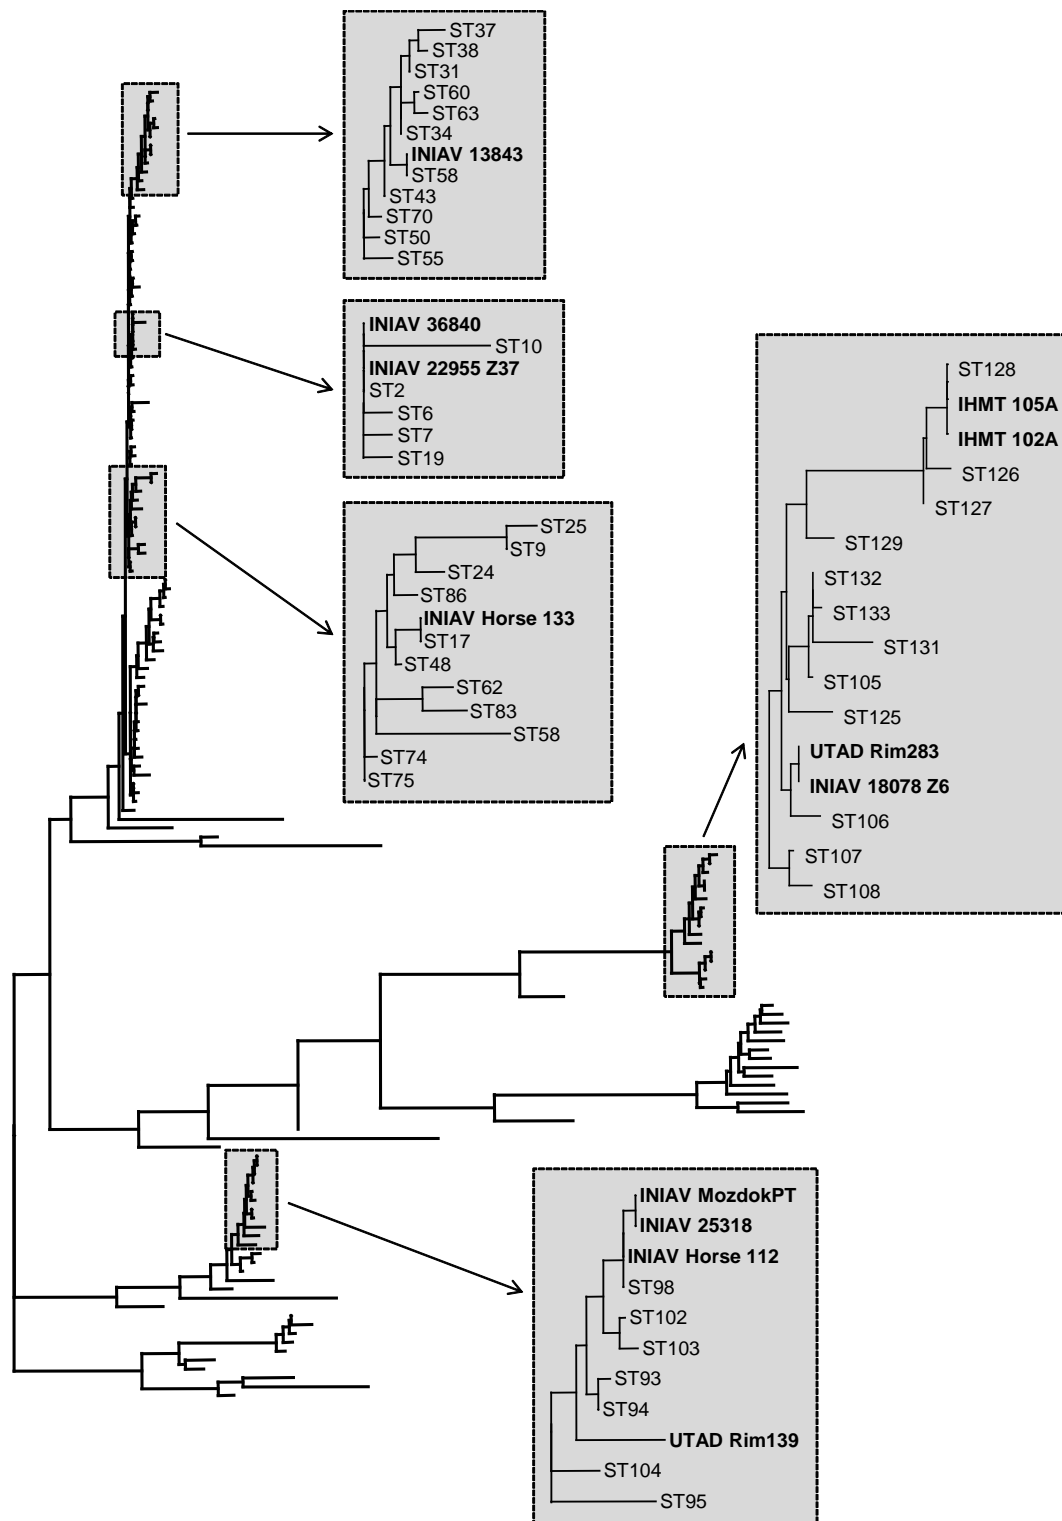 ST37
ST38
ST31
ST60
ST63
ST34
INIAV 13843
ST58
ST43
ST70
ST50
ST55
INIAV 36840
ST10
INIAV 22955 Z37
ST2
ST6
ST7
ST19
ST25
ST9
ST24
ST86
INIAV Horse 133
ST17
ST48
ST62
ST83
ST58
ST74
ST75
ST128
IHMT 105A
IHMT 102A
ST126
ST127
ST129
ST132
ST133
ST131
ST105
ST125
UTAD Rim283
INIAV 18078 Z6
ST106
ST107
ST108
INIAV MozdokPT
INIAV 25318
INIAV Horse 112
ST98
ST102
ST103
ST93
ST94
UTAD Rim139
ST104
ST95